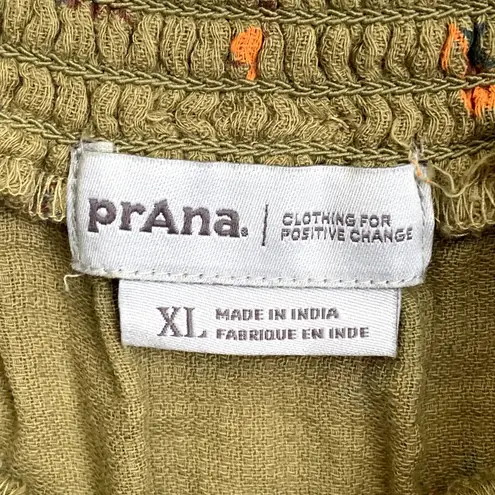 prAna. | CLOTHING FOR
POSITIVE CHANGE
XL MADE IN INDIA
FABRIQUE EN INDE